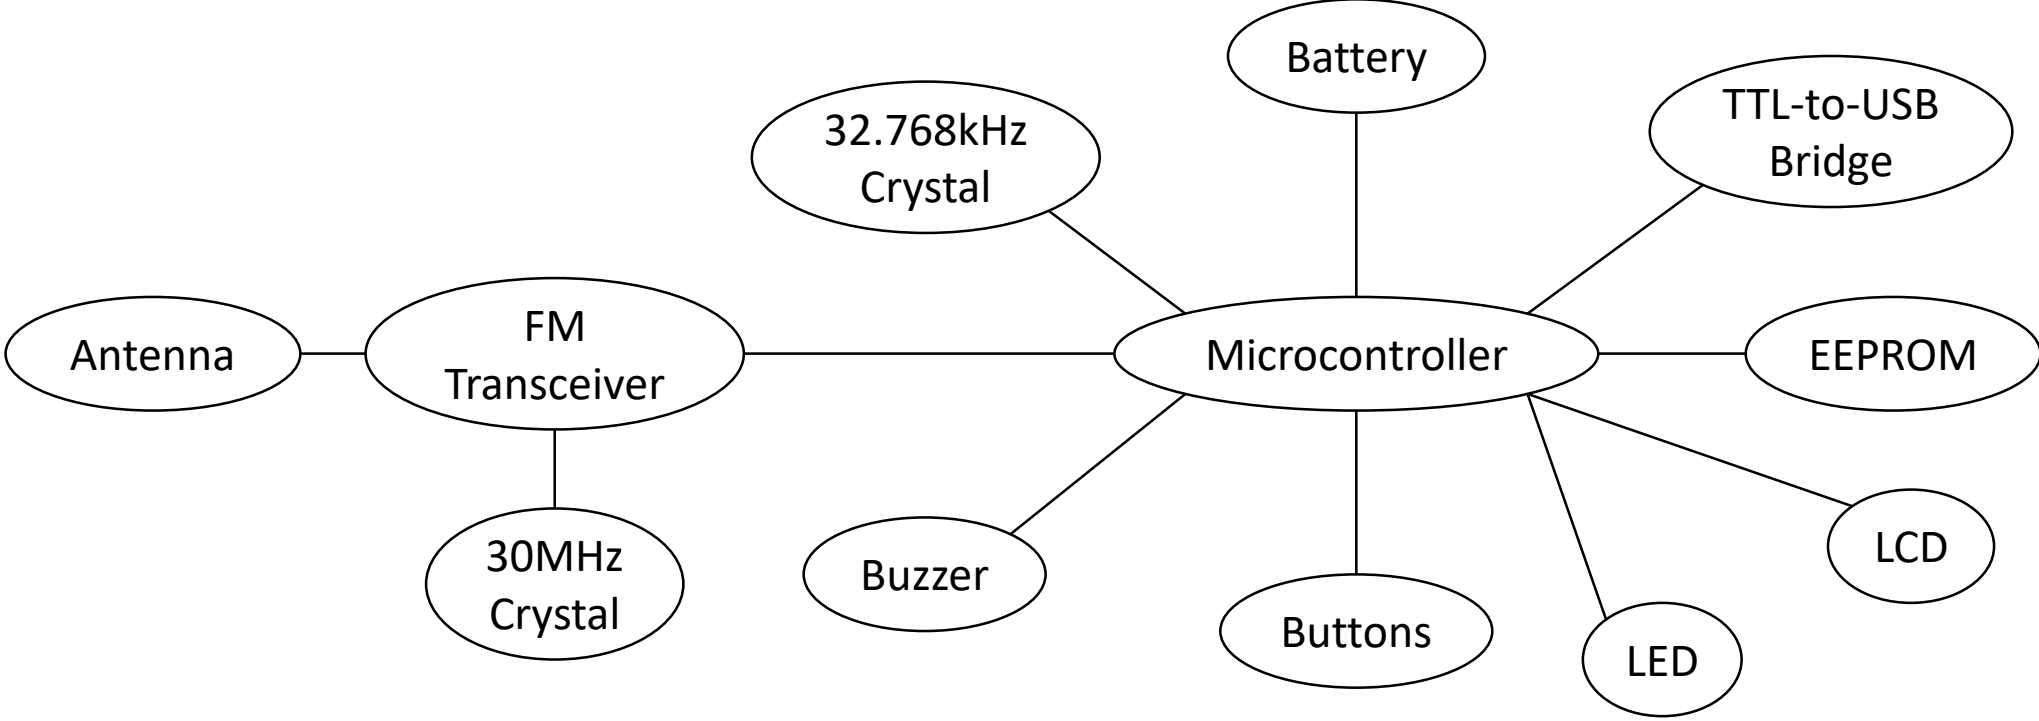 Battery
TTL-to-USB
Bridge
32.768kHz
Crystal
Antenna
FM
Transceiver
Microcontroller
EEPROM
30MHz
Crystal
Buzzer
Buttons
LCD
LED